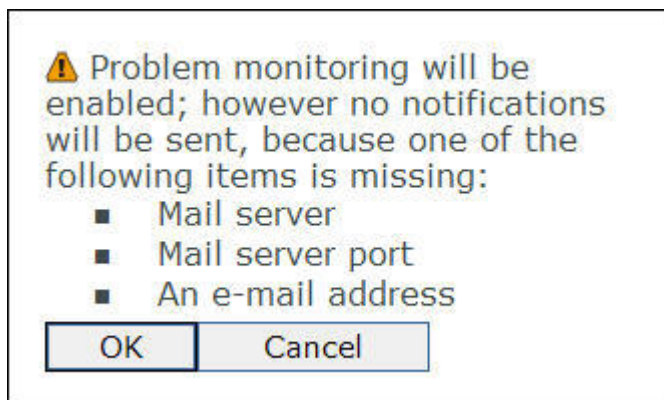 Problem monitoring will be
enabled; however no notifications
will be sent, because one of the
following items is missing:
▪ Mail server
▪ Mail server port
▪ An e-mail address
OK Cancel